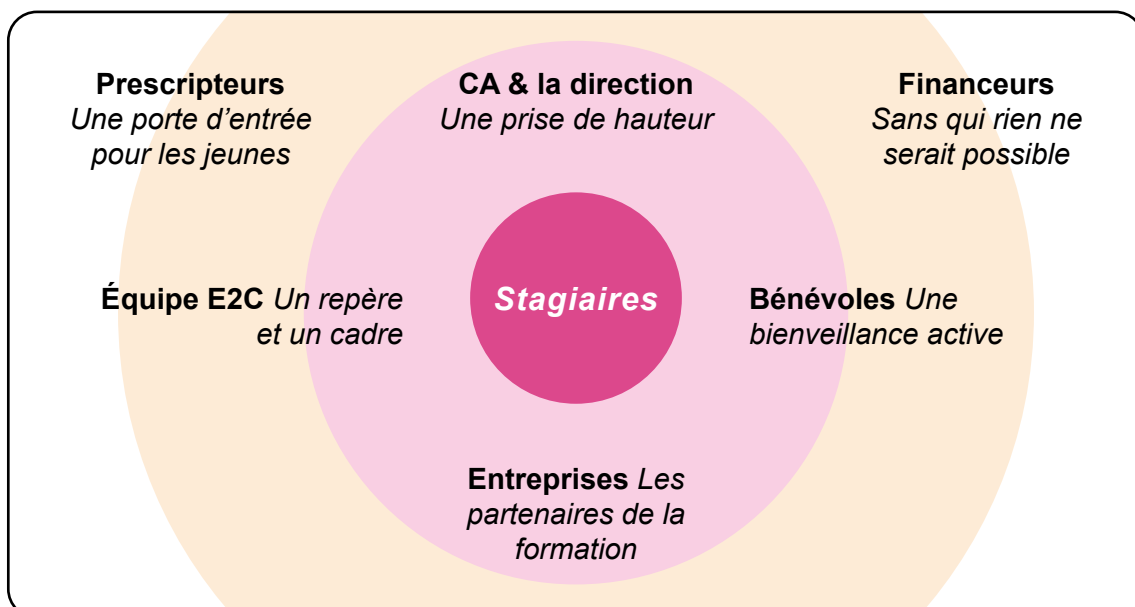 Prescripteurs
Une porte d'entrée
pour les jeunes
CA & la direction
Une prise de hauteur
Financeurs
Sans qui rien ne
serait possible
Équipe E2C Un repère
et un cadre
Stagiaires
Bénévoles Une
bienveillance active
Entreprises Les
partenaires de la
formation